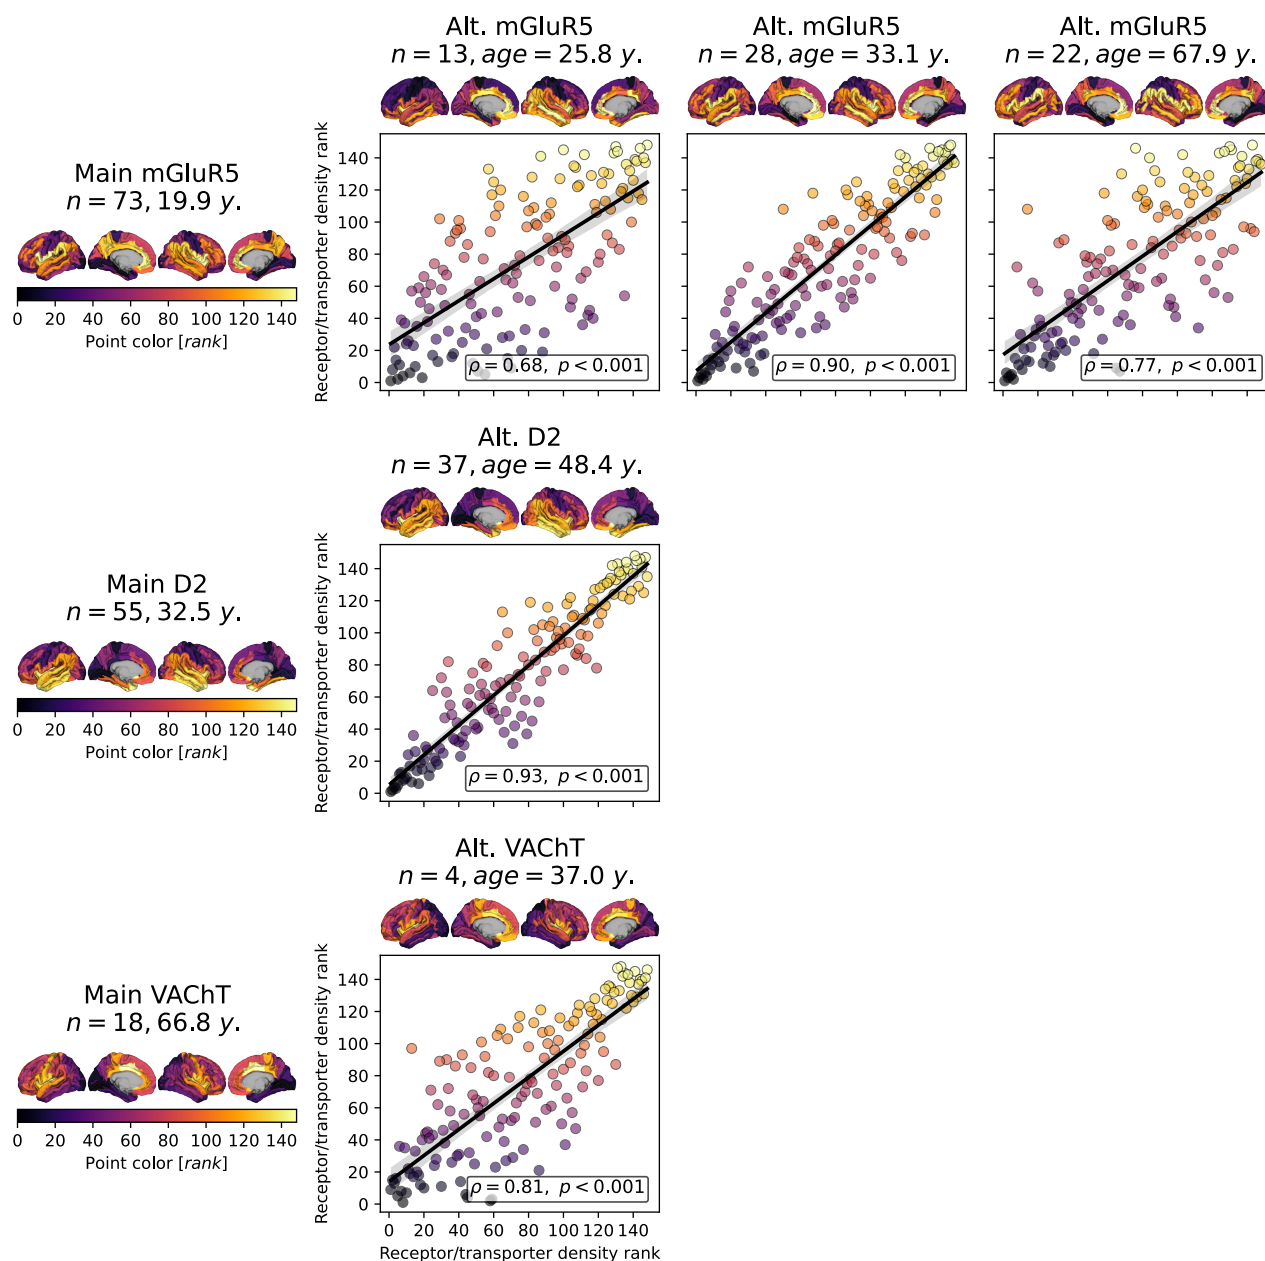 Alt. mGluR5
n = 13, age = 25.8 y.
Alt. mGluR5
n = 28, age = 33.1 y.
Alt. mGluR5
n = 22, age = 67.9 y.
Main mGluR5
n = 73, 19.9 y.
0 20 40 60 80 100 120 140
Point color [rank]
Receptor/transporter density rank
140
120
100
80
60
40
20
0
ρ = 0.68, p < 0.001
ρ = 0.90, p < 0.001
ρ = 0.77, p < 0.001
Alt. D2
n = 37, age = 48.4 y.
Main D2
n = 55, 32.5 y.
0 20 40 60 80 100 120 140
Point color [rank]
Receptor/transporter density rank
140
120
100
80
60
40
20
0
ρ = 0.93, p < 0.001
Alt. VAChT
n = 4, age = 37.0 y.
Main VAChT
n = 18, 66.8 y.
0 20 40 60 80 100 120 140
Point color [rank]
Receptor/transporter density rank
140
120
100
80
60
40
20
0
ρ = 0.81, p < 0.001
0 20 40 60 80 100 120 140
Receptor/transporter density rank